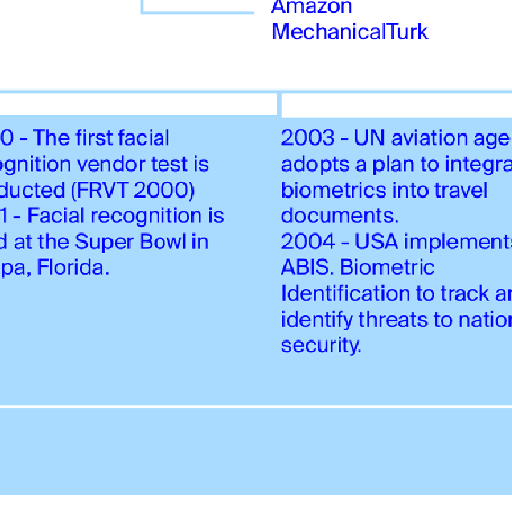 Amazon
MechanicalTurk
0 - The first facial
ognition vendor test is
ducted (FRVT 2000)
1 - Facial recognition is
d at the Super Bowl in
pa, Florida.
2003 - UN aviation age
adopts a plan to integra
biometrics into travel
documents.
2004 - USA implements
ABIS. Biometric
Identification to track a
identify threats to natio
security.